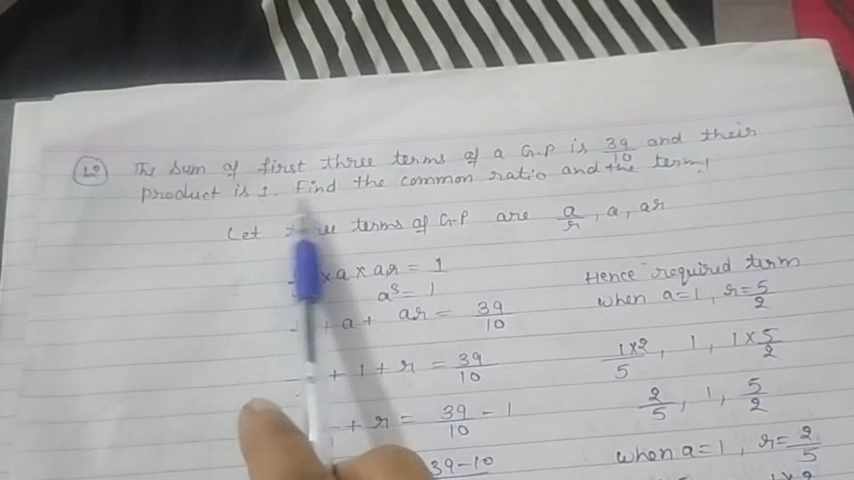 12 The sum of first three terms of a G.P is 39/10 and their
product is 1. Find the common ratio and the term!
Let terms of G.P are a/r, a, ar
× a × ar = 1
a³ = 1
+ a + ar = 39/10
+ 1 + r = 39/10
+ r = 39/10 - 1
39-10
Hence required term
when a=1, r=5/2
1×2/5, 1, 1×5/2
2/5, 1, 5/2
when a=1, r=2/5